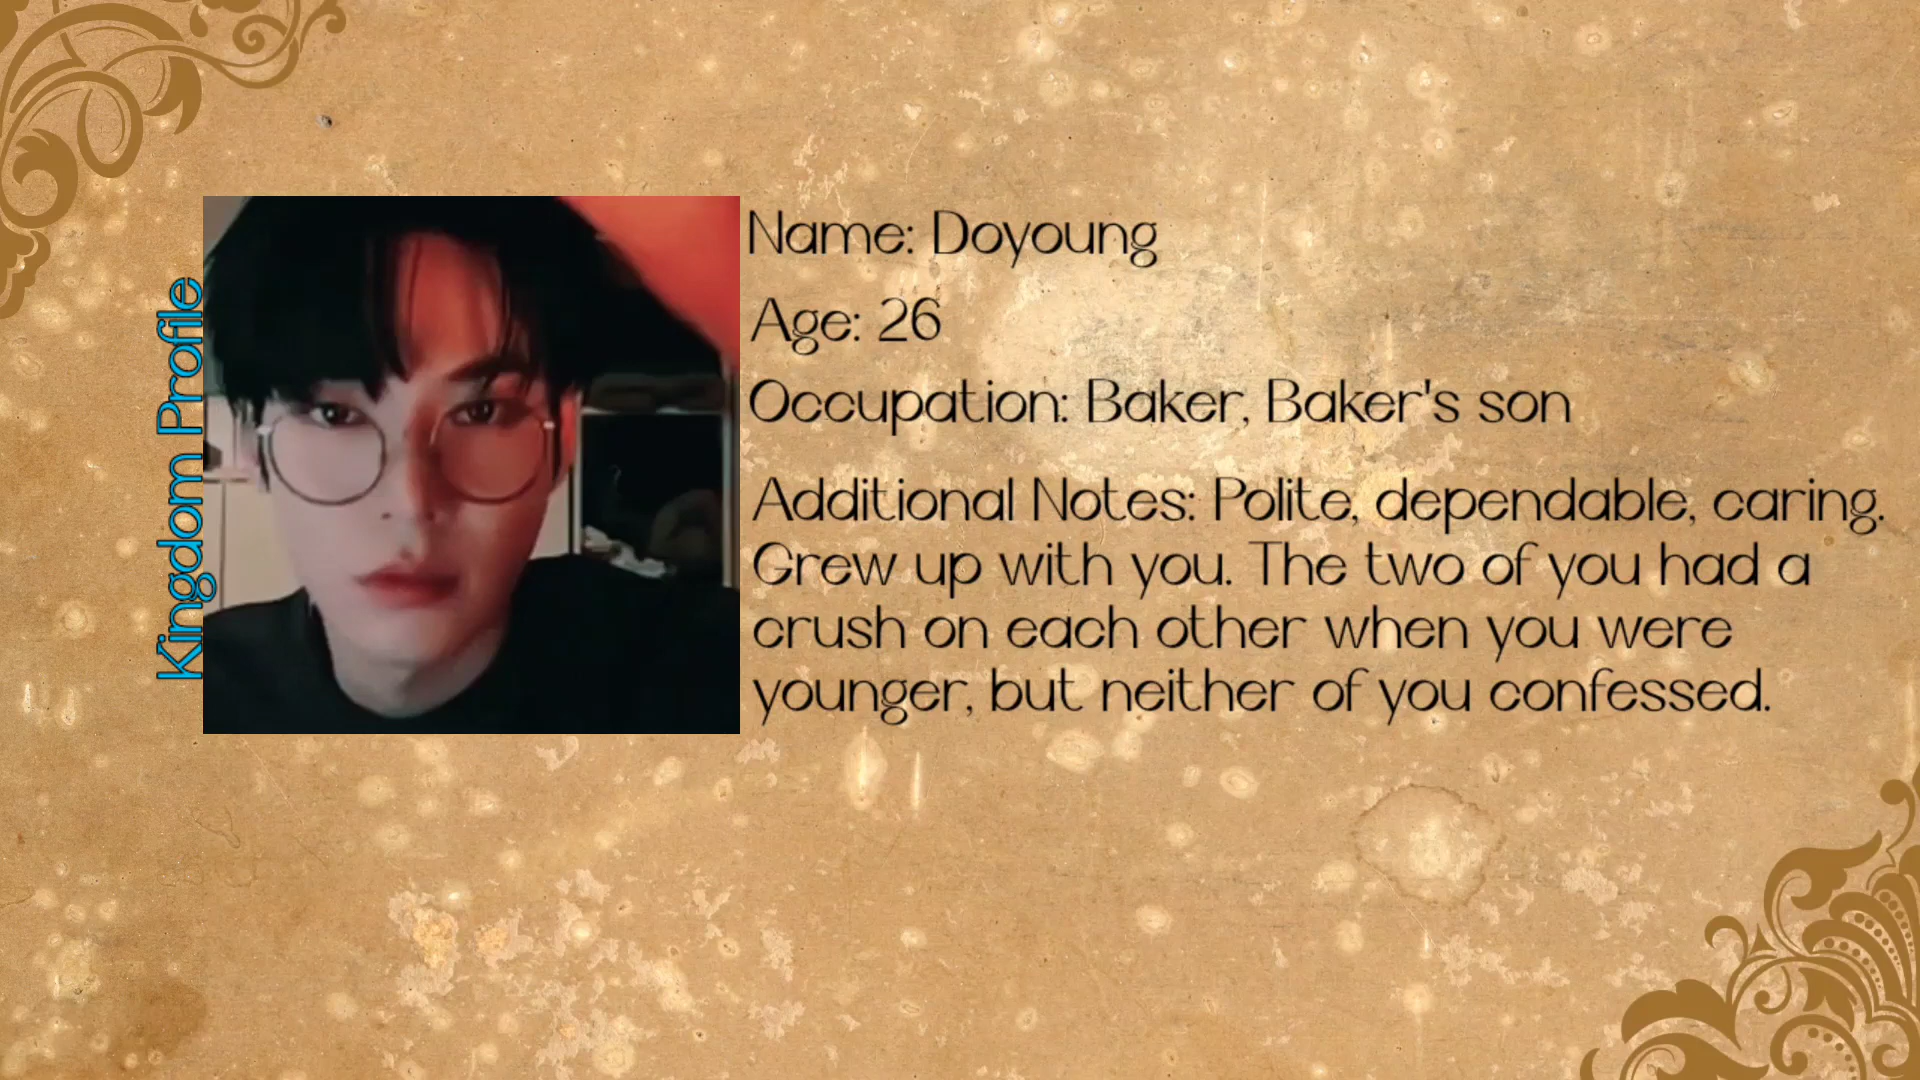 Kingdom Profile
Name: Doyoung
Age: 26
Occupation: Baker, Baker's son
Additional Notes: Polite, dependable, caring.
Grew up with you. The two of you had a
crush on each other when you were
younger, but neither of you confessed.